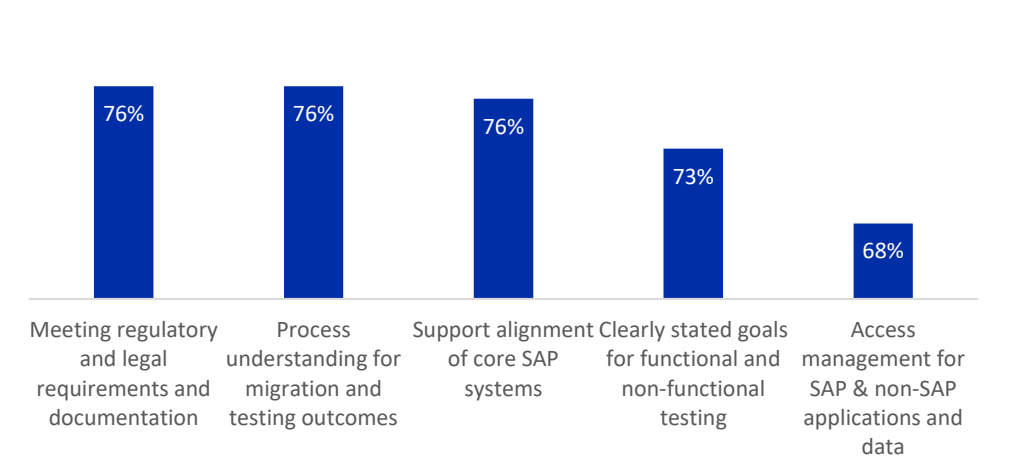 76%
76%
76%
73%
68%
Meeting regulatory
and legal
requirements and
documentation
Process
understanding for
migration and
testing outcomes
Support alignment
of core SAP
systems
Clearly stated goals
for functional and
non-functional
testing
Access
management for
SAP & non-SAP
applications and
data